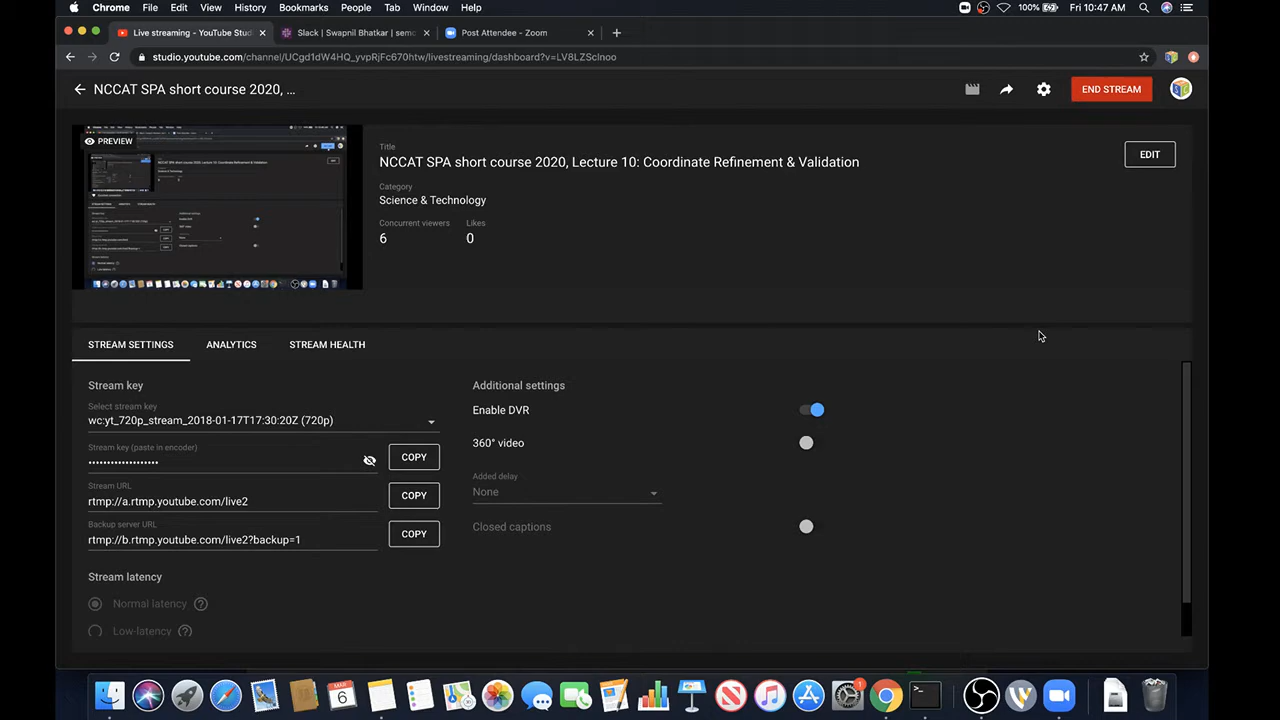 Chrome File Edit View History Bookmarks People Tab Window Help 100% Fri 10:47 AM
Live streaming - YouTube Stud Slack | Swapnil Bhatkar | semc Post Attendee - Zoom
studio.youtube.com/channel/UCgd1dW4HQ_yvpRjFc670htw/livestreaming/dashboard?v=LV8LZSclnoo
NCCAT SPA short course 2020, ... END STREAM
PREVIEW
Title
NCCAT SPA short course 2020, Lecture 10: Coordinate Refinement & Validation
EDIT
Category
Science & Technology
Concurrent viewers Likes
6 0
STREAM SETTINGS ANALYTICS STREAM HEALTH
Stream key
Select stream key
wc:yt_720p_stream_2018-01-17T17:30:20Z (720p)
Stream key (paste in encoder)
•••••••••••••••••••
COPY
Stream URL
rtmp://a.rtmp.youtube.com/live2
COPY
Backup server URL
rtmp://b.rtmp.youtube.com/live2?backup=1
COPY
Stream latency
Normal latency
Low-latency
Additional settings
Enable DVR
360° video
Added delay
None
Closed captions
MAR
6